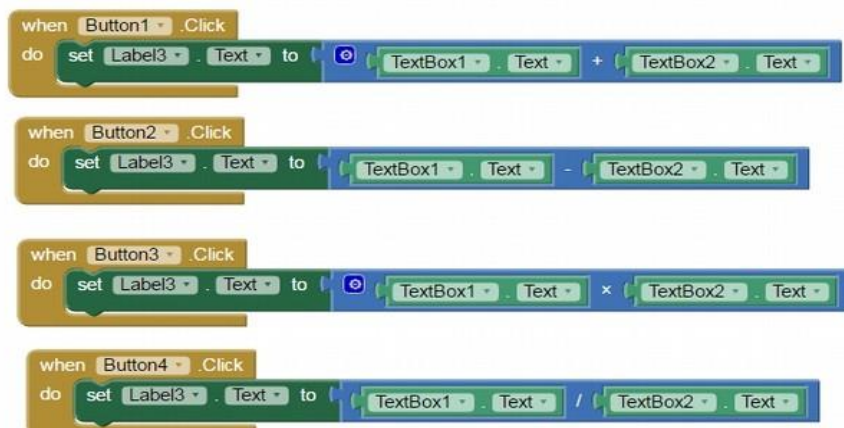 when Button1 .Click
do set Label3 . Text to TextBox1 . Text + TextBox2 . Text
when Button2 .Click
do set Label3 . Text to TextBox1 . Text - TextBox2 . Text
when Button3 .Click
do set Label3 . Text to TextBox1 . Text × TextBox2 . Text
when Button4 .Click
do set Label3 . Text to TextBox1 . Text / TextBox2 . Text